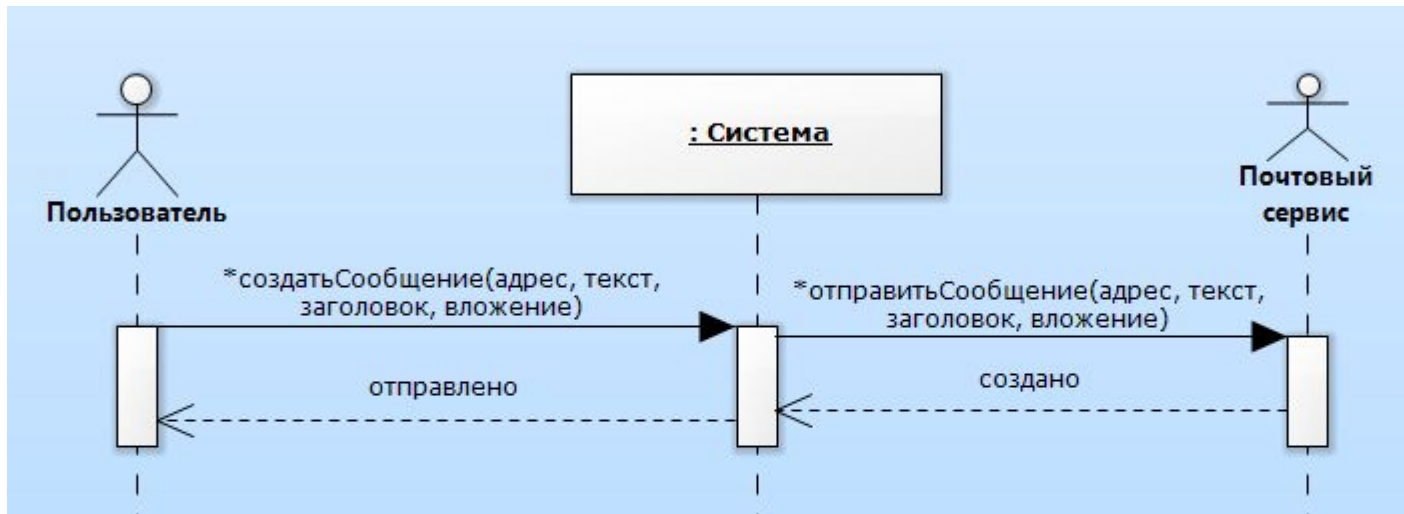 : Система
Пользователь
Почтовый
сервис
*создатьСообщение(адрес, текст,
заголовок, вложение)
*отправитьСообщение(адрес, текст,
заголовок, вложение)
отправлено
создано